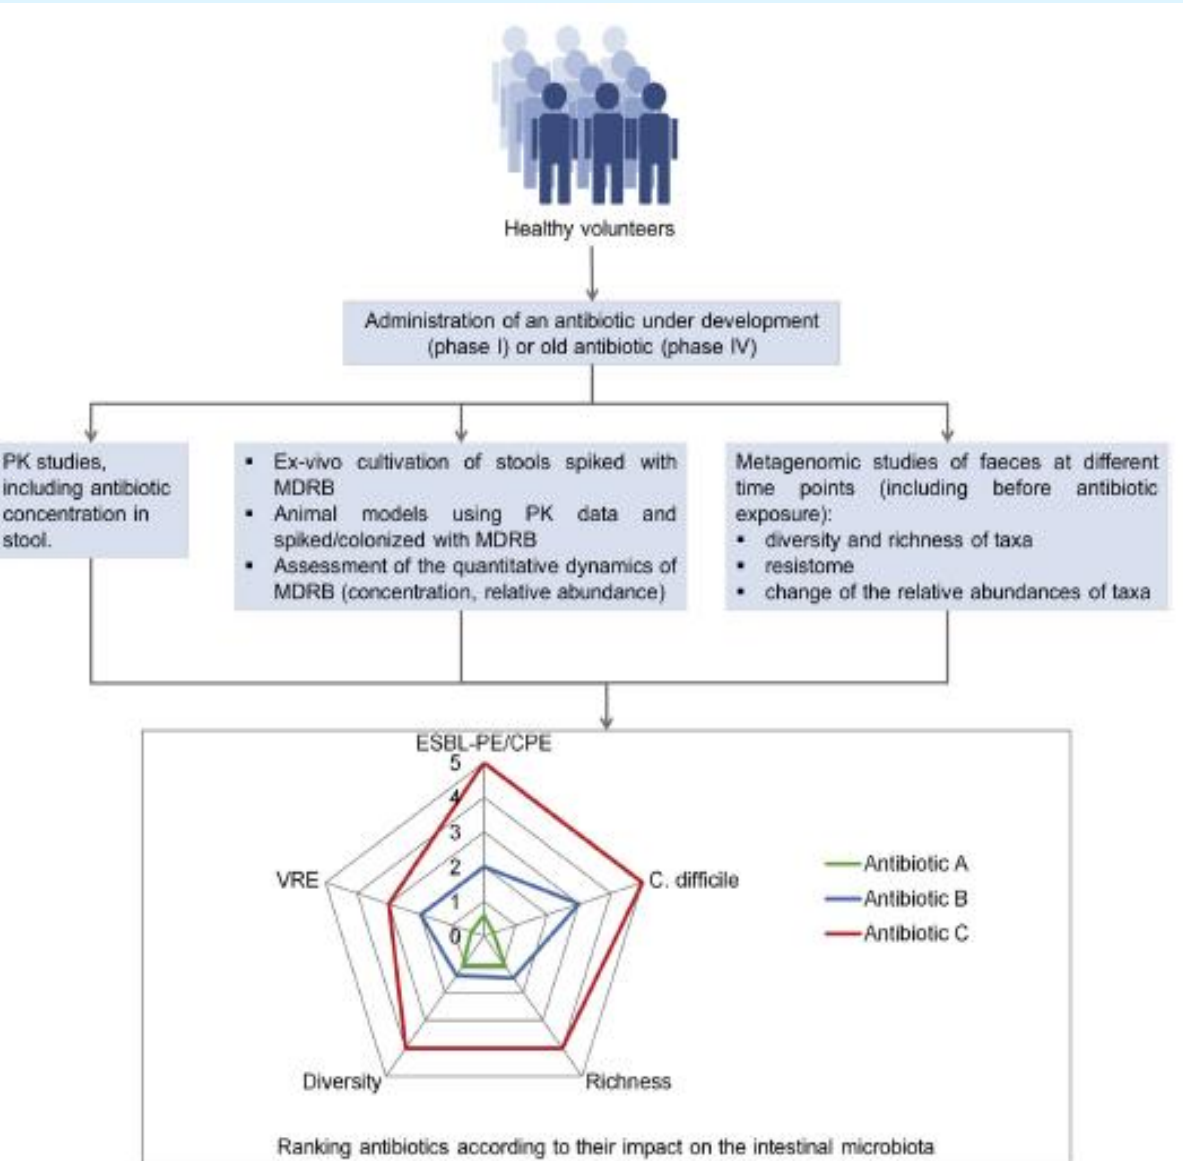 Healthy volunteers
Administration of an antibiotic under development
(phase I) or old antibiotic (phase IV)
PK studies,
including antibiotic
concentration in
stool.
▪ Ex-vivo cultivation of stools spiked with
MDRB
▪ Animal models using PK data and
spiked/colonized with MDRB
▪ Assessment of the quantitative dynamics of
MDRB (concentration, relative abundance)
Metagenomic studies of faeces at different
time points (including before antibiotic
exposure):
▪ diversity and richness of taxa
▪ resistome
▪ change of the relative abundances of taxa
ESBL-PE/CPE
5
4
3
2
1
0
VRE
C. difficile
Diversity
Richness
Antibiotic A
Antibiotic B
Antibiotic C
Ranking antibiotics according to their impact on the intestinal microbiota